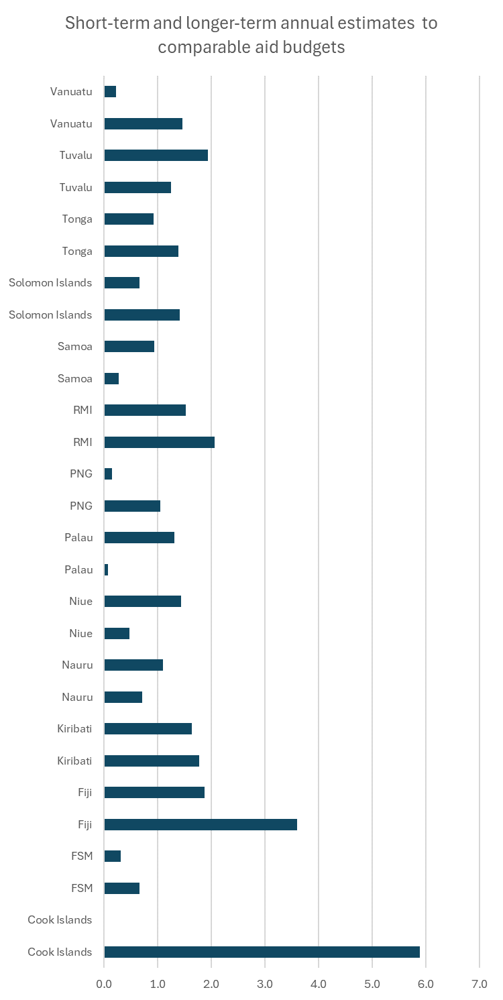 Short-term and longer-term annual estimates  to
comparable aid budgets
Vanuatu
Vanuatu
Tuvalu
Tuvalu
Tonga
Tonga
Solomon Islands
Solomon Islands
Samoa
Samoa
RMI
RMI
PNG
PNG
Palau
Palau
Niue
Niue
Nauru
Nauru
Kiribati
Kiribati
Fiji
Fiji
FSM
FSM
Cook Islands
Cook Islands
0.0 1.0 2.0 3.0 4.0 5.0 6.0 7.0